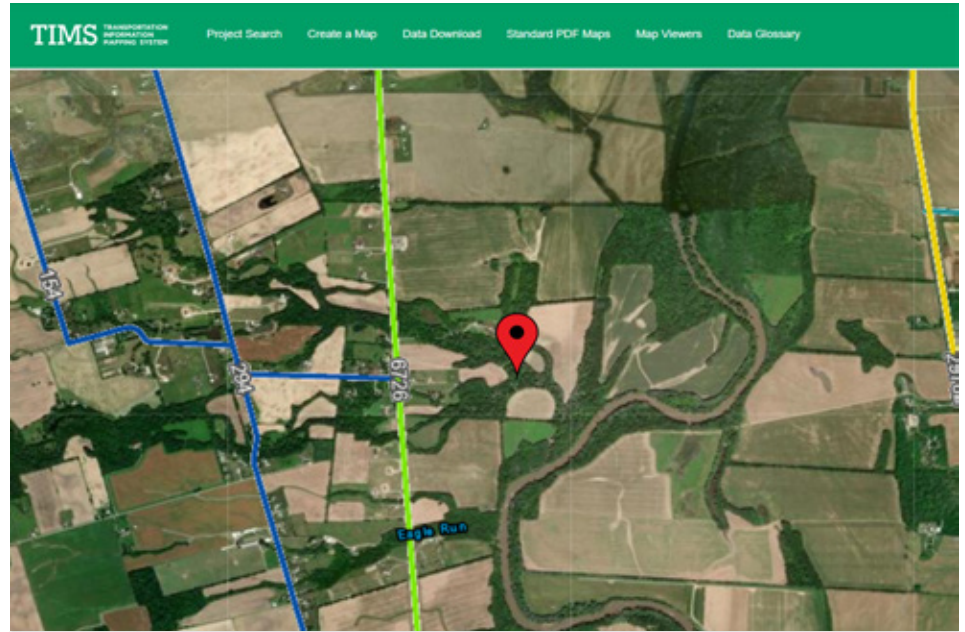 TIMS TRANSPORTATION
INFORMATION
MAPPING SYSTEM
Project Search Create a Map Data Download Standard PDF Maps Map Viewers Data Glossary
154
294
6726
Eagle Run